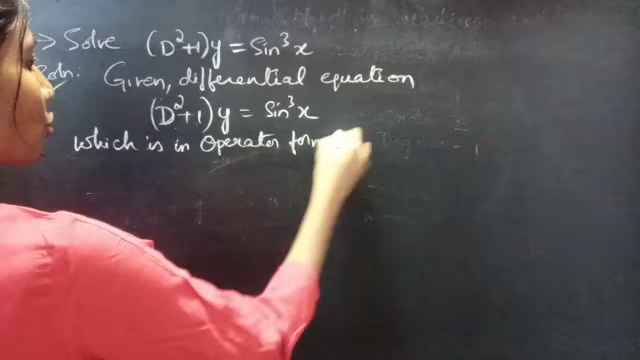 → Solve (D²+1)y = Sin³x
Soln: Given, differential equation
(D²+1)y = Sin³x
which is in Operator form